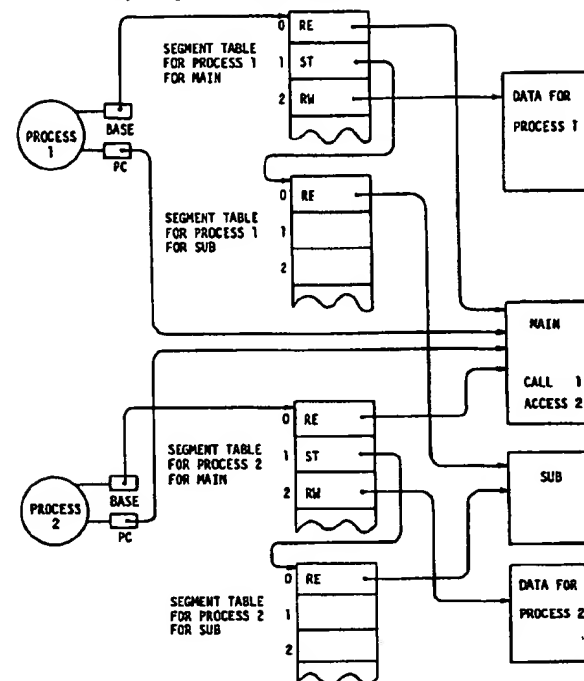 0 RE
SEGMENT TABLE
FOR PROCESS 1
FOR MAIN
1 ST
2 RW
DATA FOR
PROCESS 1
PROCESS
1
BASE
PC
0 RE
SEGMENT TABLE
FOR PROCESS 1
FOR SUB
1
2
MAIN
CALL 1
ACCESS 2
0 RE
SEGMENT TABLE
FOR PROCESS 2
FOR MAIN
1 ST
2 RW
SUB
PROCESS
2
BASE
PC
0 RE
DATA FOR
PROCESS 2
SEGMENT TABLE
FOR PROCESS 2
FOR SUB
1
2